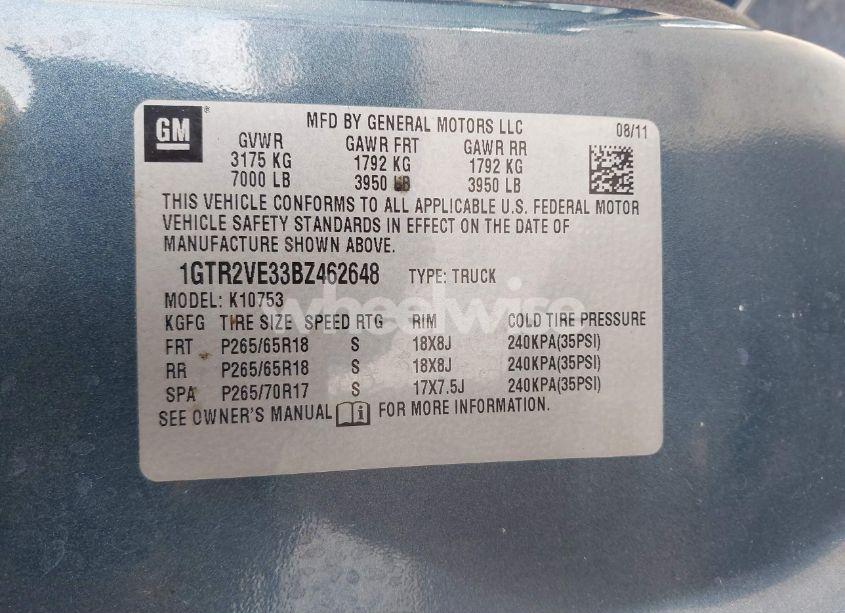 GM ®
MFD BY GENERAL MOTORS LLC 08/11
GVWR GAWR FRT GAWR RR
3175 KG 1792 KG 1792 KG
7000 LB 3950 LB 3950 LB
THIS VEHICLE CONFORMS TO ALL APPLICABLE U.S. FEDERAL MOTOR
VEHICLE SAFETY STANDARDS IN EFFECT ON THE DATE OF
MANUFACTURE SHOWN ABOVE.
1GTR2VE33BZ462648 TYPE: TRUCK
MODEL: K10753
wheelwise
KGFG TIRE SIZE SPEED RTG RIM COLD TIRE PRESSURE
FRT P265/65R18 S 18X8J 240KPA(35PSI)
RR P265/65R18 S 18X8J 240KPA(35PSI)
SPA P265/70R17 S 17X7.5J 240KPA(35PSI)
SEE OWNER'S MANUAL FOR MORE INFORMATION.